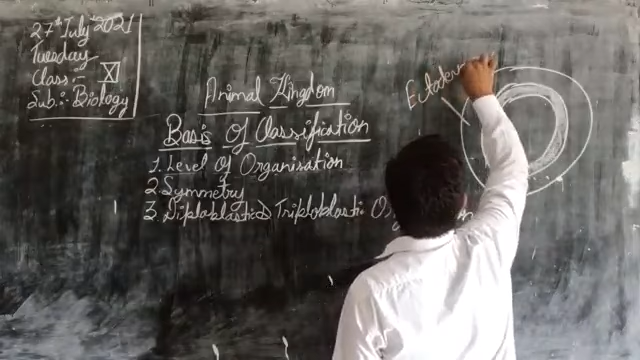 27th July 2021
Tuesday
Class:- XI
Sub:- Biology
Animal Kingdom
Basis Of Classification
1. Level Of Organisation
2. Symmetry
3. Diploblastic & Triploblastic
Ectoderm